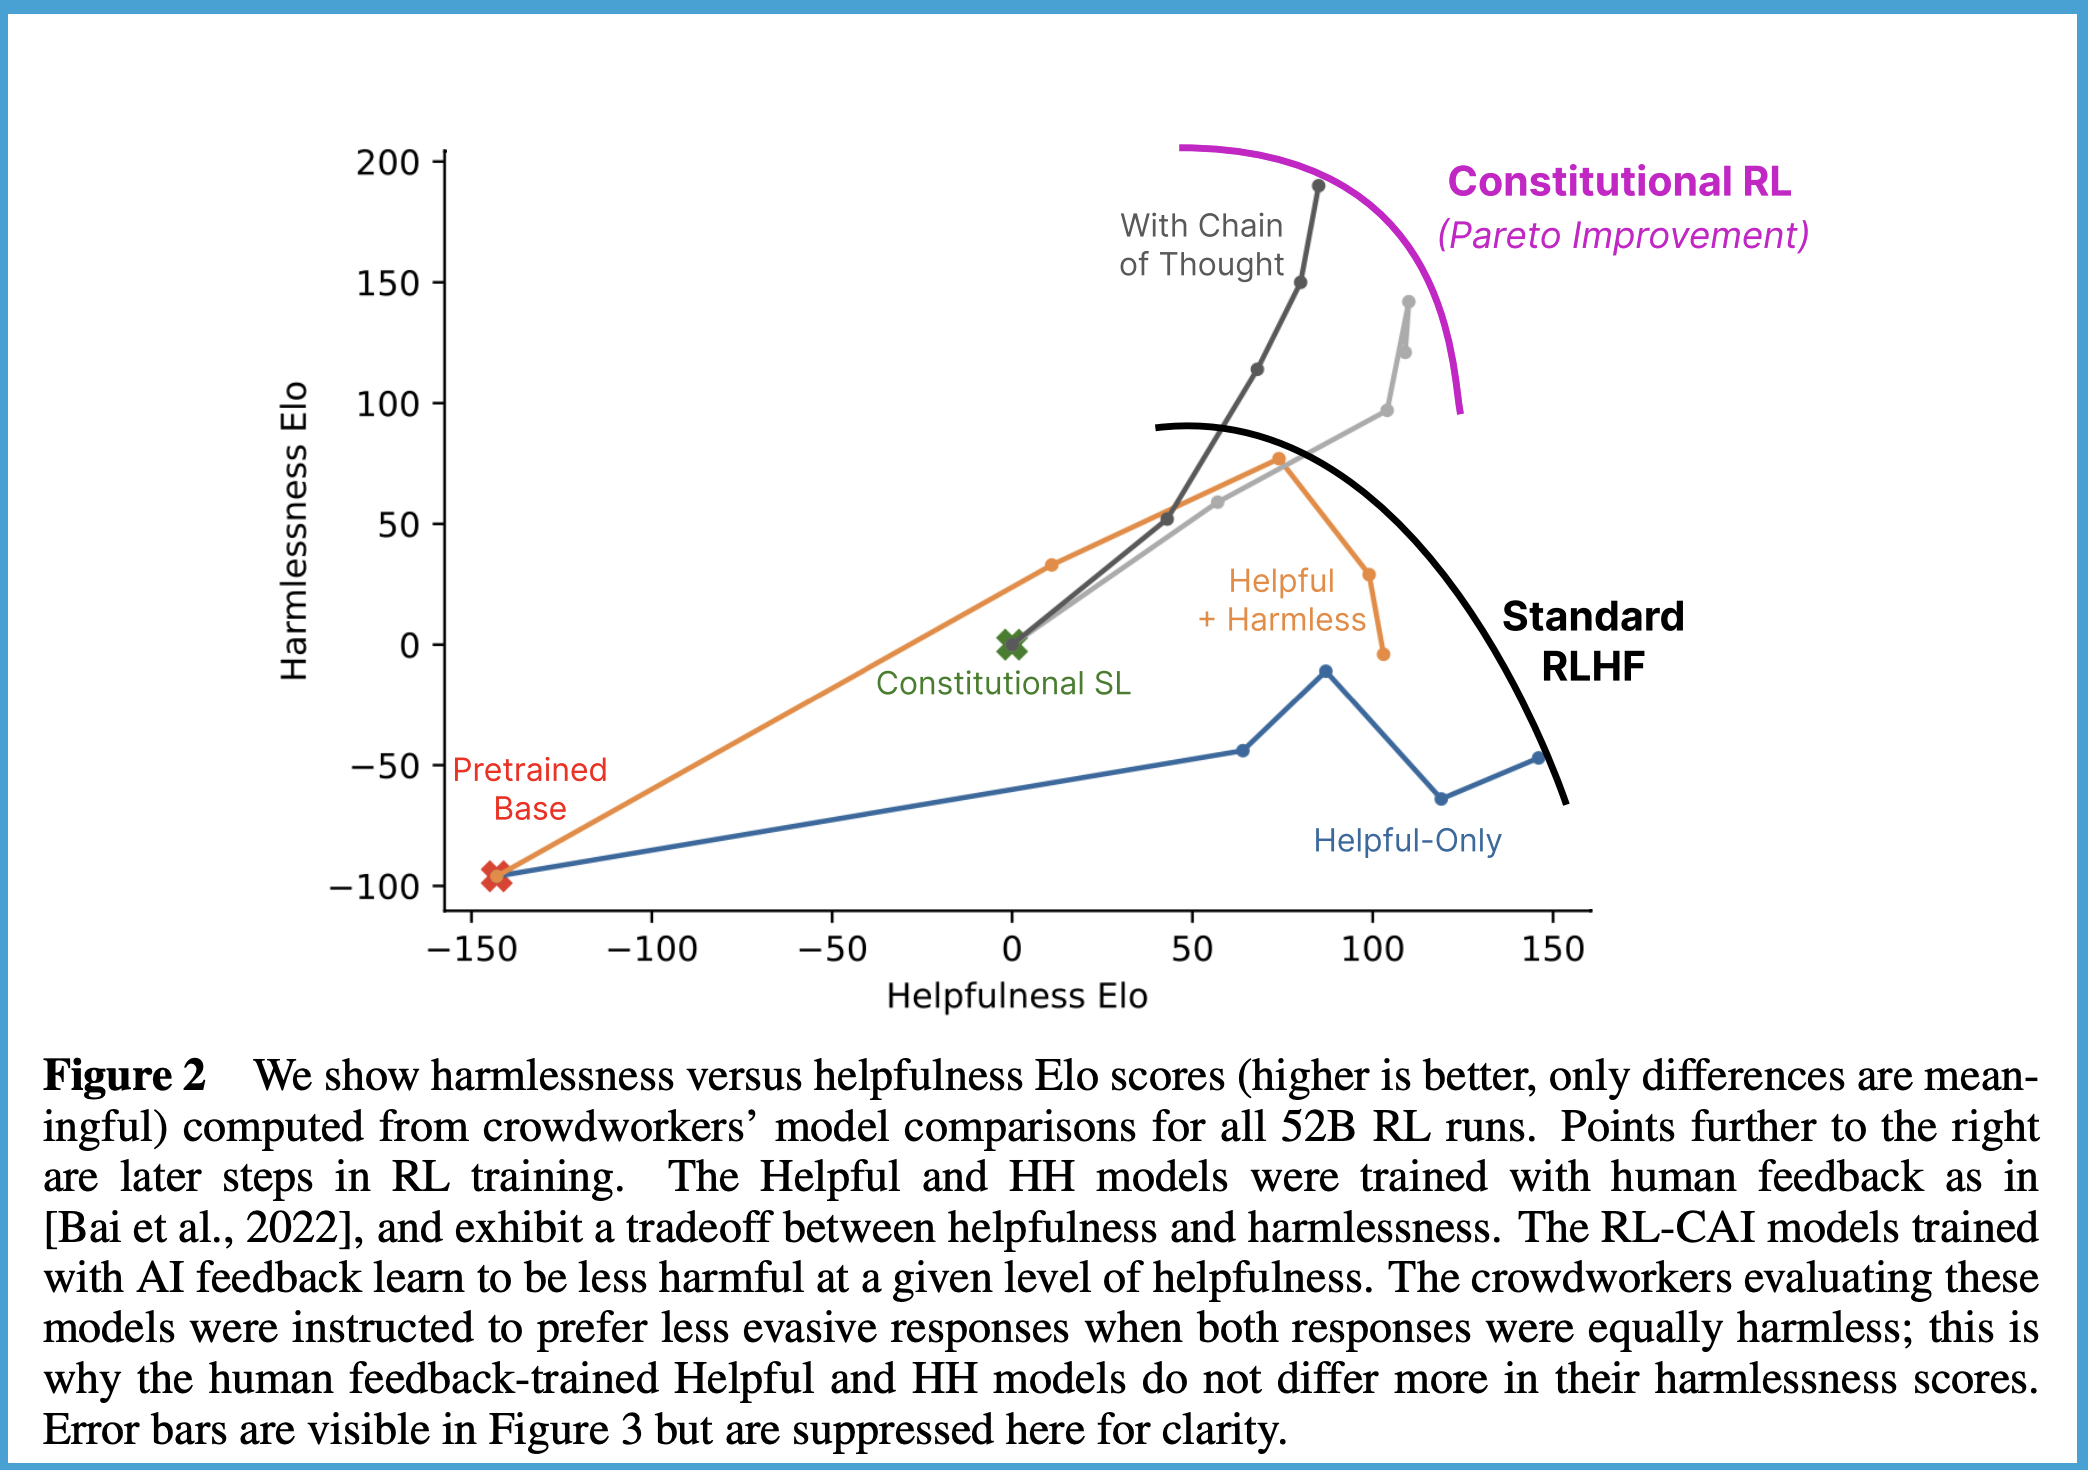 200
150
100
50
0
−50
−100
Harmlessness Elo
−150
−100
−50
0
50
100
150
Helpfulness Elo
Constitutional RL
(Pareto Improvement)
With Chain
of Thought
Helpful
+ Harmless
Standard
RLHF
Constitutional SL
Pretrained
Base
Helpful-Only
Figure 2 We show harmlessness versus helpfulness Elo scores (higher is better, only differences are mean-
ingful) computed from crowdworkers’ model comparisons for all 52B RL runs. Points further to the right
are later steps in RL training. The Helpful and HH models were trained with human feedback as in
[Bai et al., 2022], and exhibit a tradeoff between helpfulness and harmlessness. The RL-CAI models trained
with AI feedback learn to be less harmful at a given level of helpfulness. The crowdworkers evaluating these
models were instructed to prefer less evasive responses when both responses were equally harmless; this is
why the human feedback-trained Helpful and HH models do not differ more in their harmlessness scores.
Error bars are visible in Figure 3 but are suppressed here for clarity.